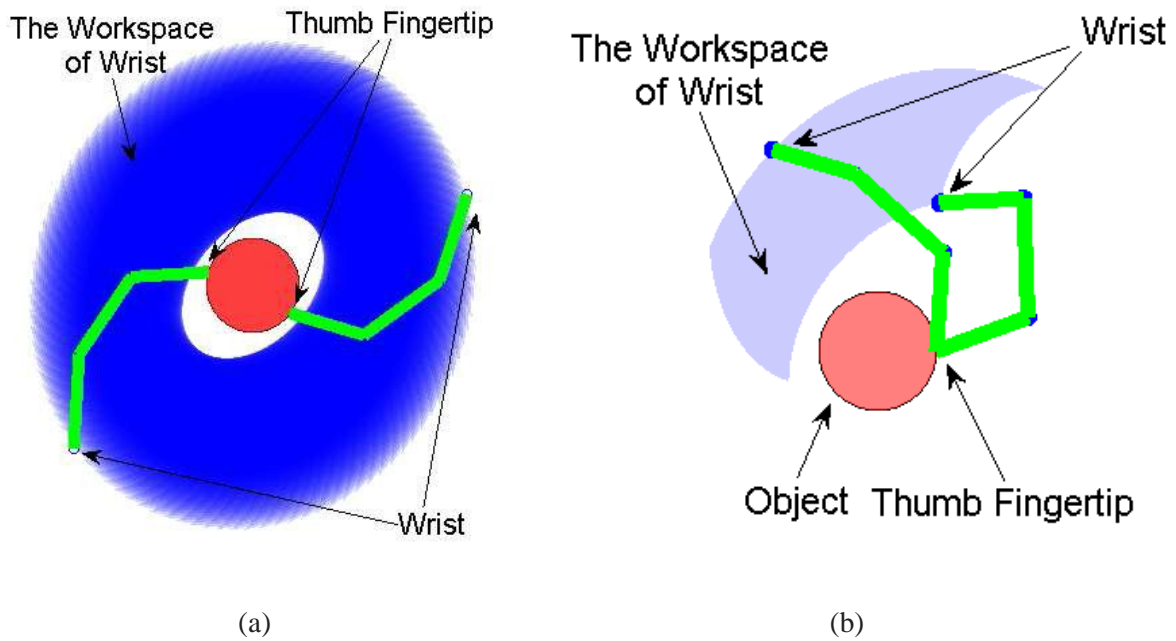 The Workspace
of Wrist
Thumb Fingertip
Wrist
(a)
The Workspace
of Wrist
Wrist
Object
Thumb Fingertip
(b)